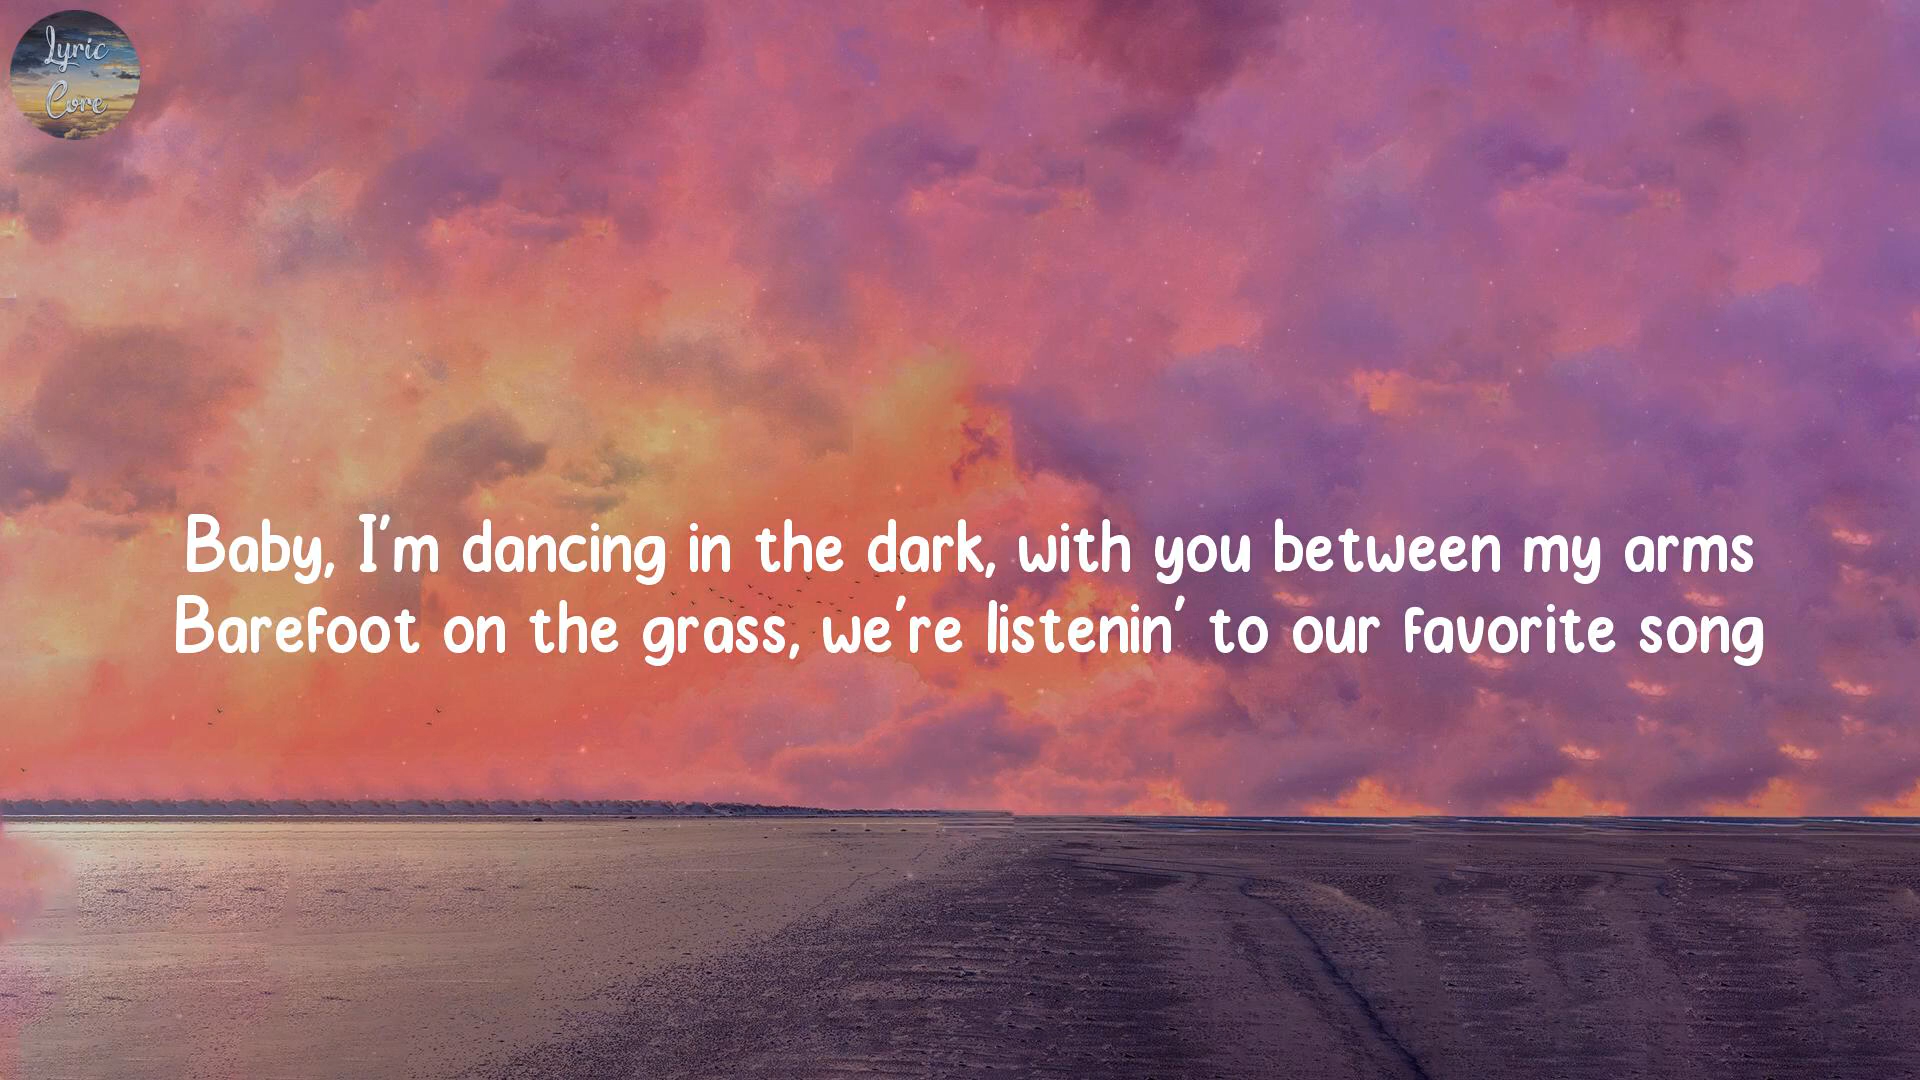 Lyric
Core
Baby, I'm dancing in the dark, with you between my arms
Barefoot on the grass, we're listenin' to our favorite song